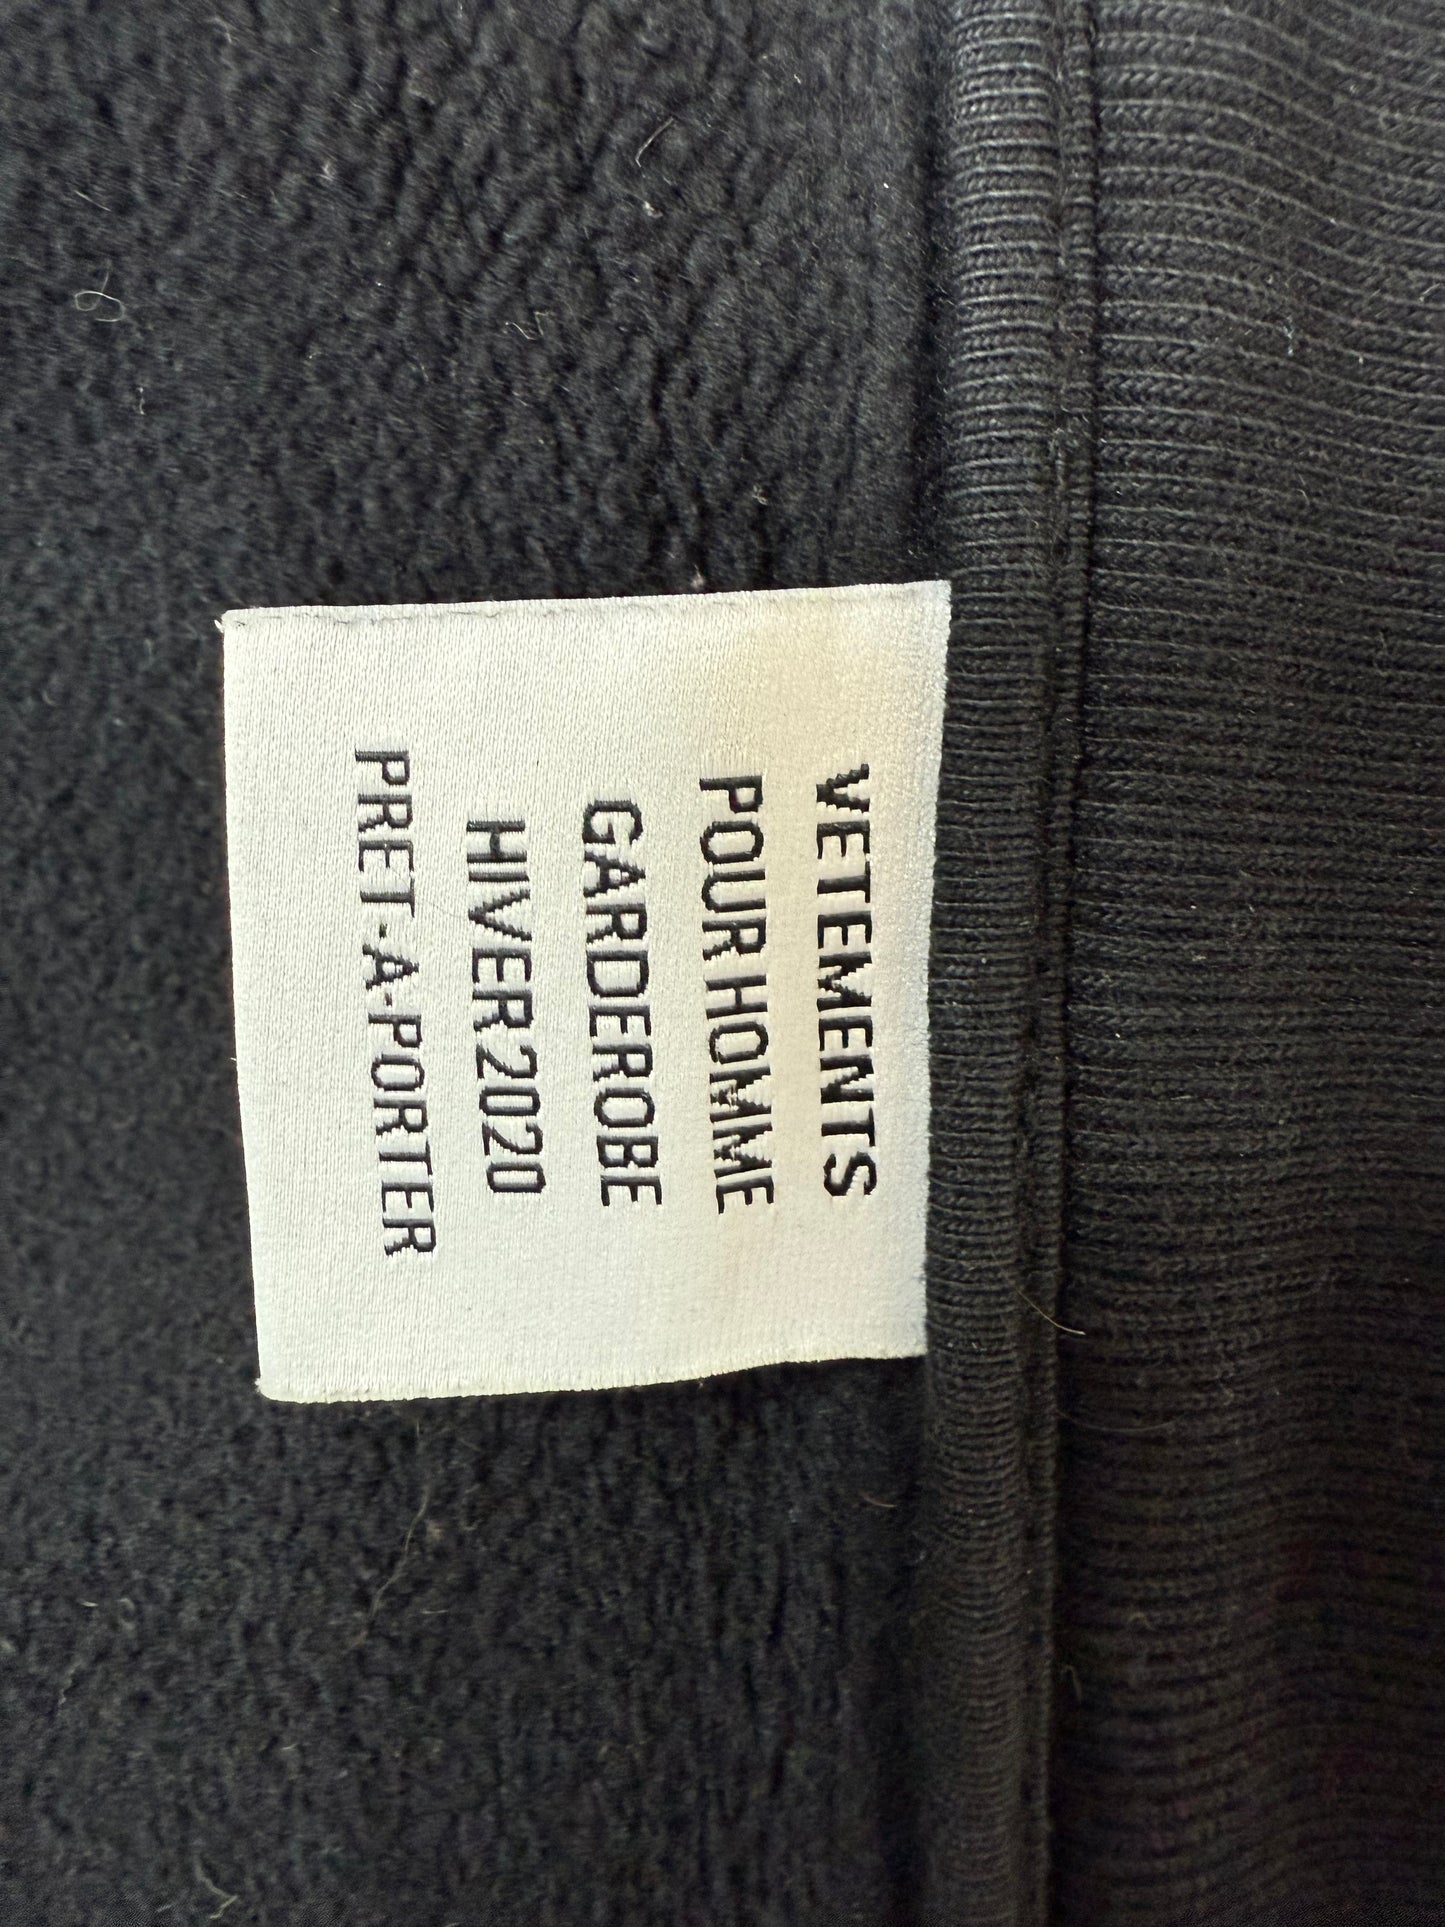 VETEMENTS
POUR HOMME
GARDEROBE
HIVER 2020
PRET-A-PORTER